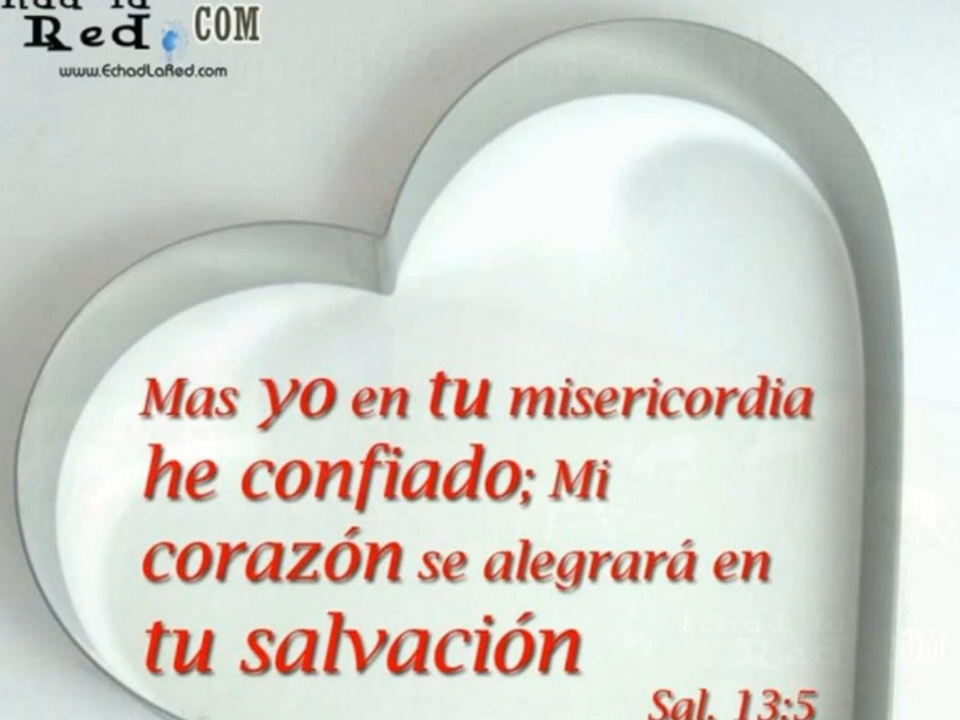 Red COM
www.EchadLaRed.com
Mas yo en tu misericordia
he confiado; Mi
corazón se alegrará en
tu salvación
Sal. 13:5